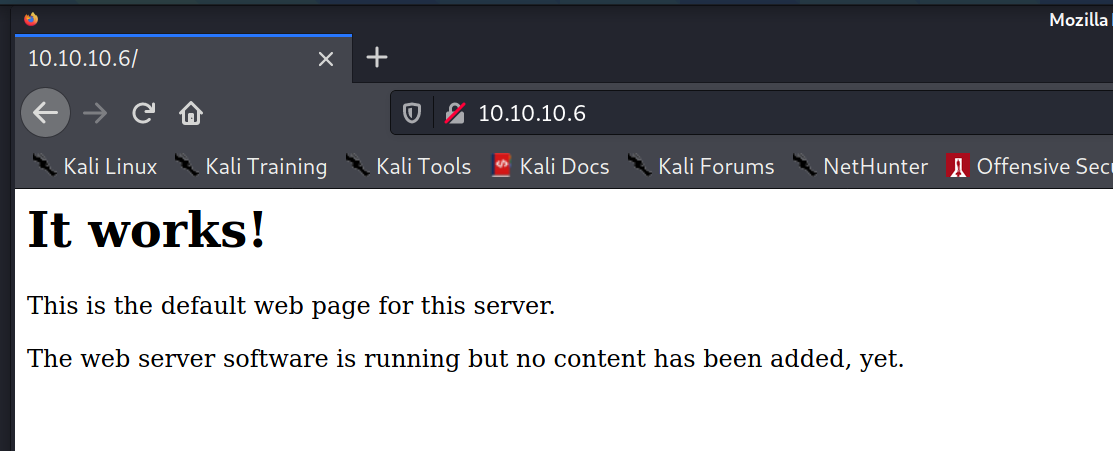 Mozilla
10.10.10.6/
10.10.10.6
Kali Linux Kali Training Kali Tools Kali Docs Kali Forums NetHunter Offensive Sec
It works!
This is the default web page for this server.
The web server software is running but no content has been added, yet.